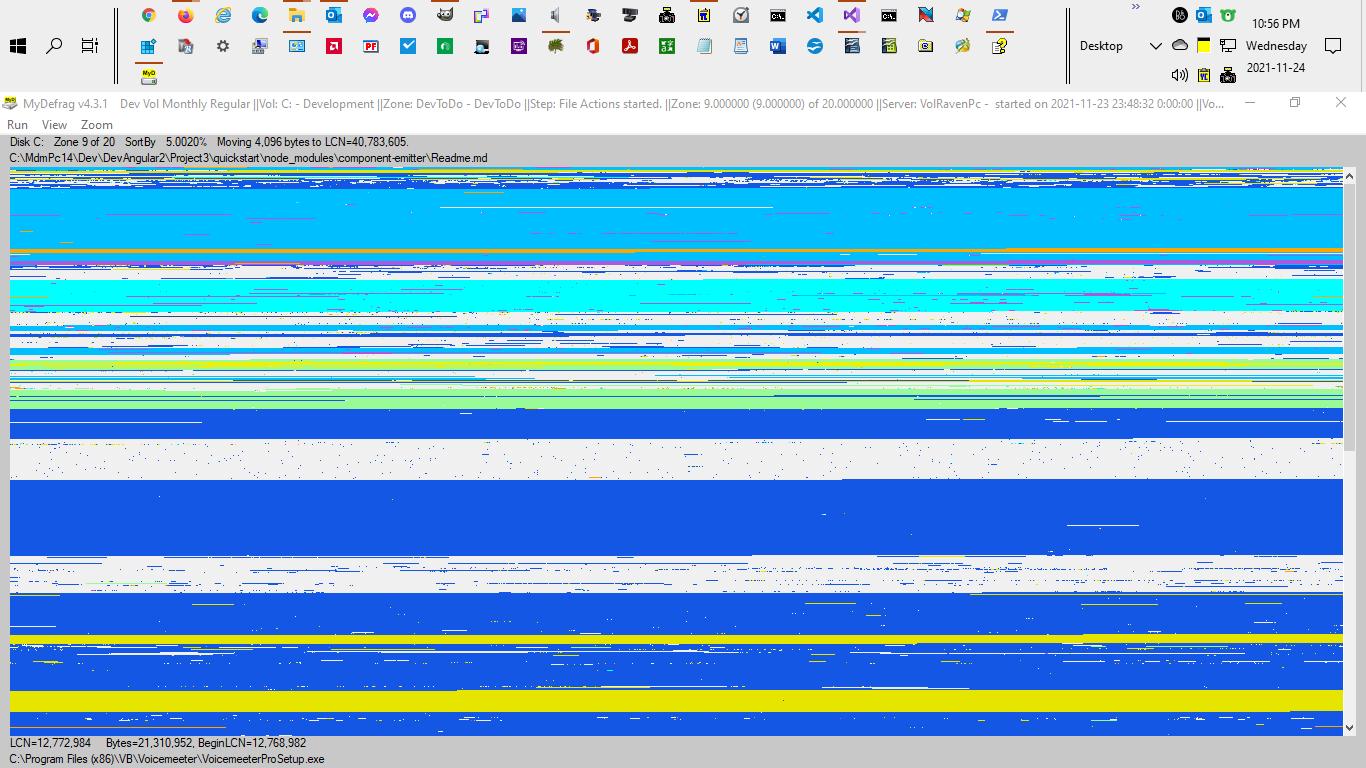 10:56 PM
Desktop
Wednesday
2021-11-24
MyD
MyDefrag v4.3.1 Dev Vol Monthly Regular ||Vol: C: - Development ||Zone: DevToDo - DevToDo ||Step: File Actions started. ||Zone: 9.000000 (9.000000) of 20.000000 ||Server: VolRavenPc - started on 2021-11-23 23:48:32 0:00:00 ||Vo...
Run View Zoom
Disk C: Zone 9 of 20 SortBy 5.0020% Moving 4,096 bytes to LCN=40,783,605.
C:\MdmPc14\Dev\DevAngular2\Project3\quickstart\node_modules\component-emitter\Readme.md
LCN=12,772,984 Bytes=21,310,952, BeginLCN=12,768,982
C:\Program Files (x86)\VB\Voicemeeter\VoicemeeterProSetup.exe